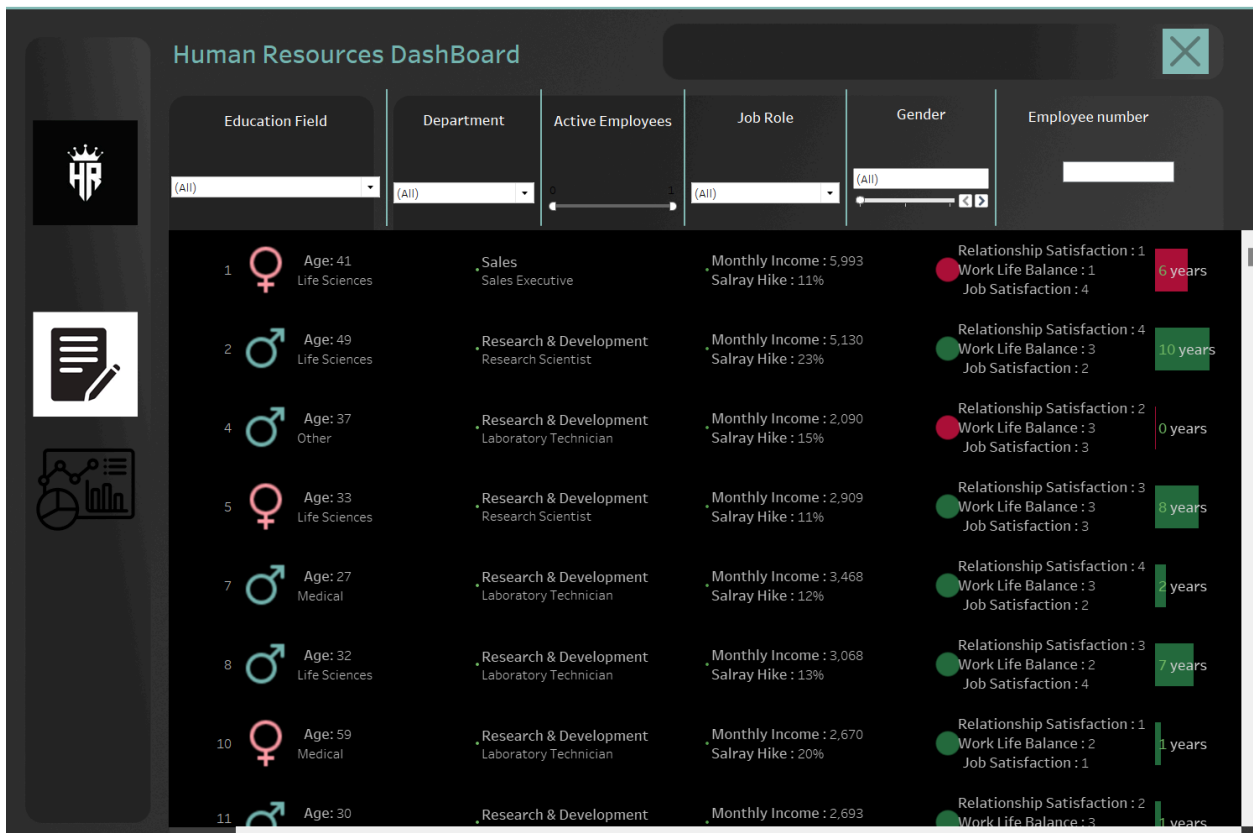 Human Resources DashBoard
HR
Education Field
Department
Active Employees
Job Role
Gender
Employee number
(All)
(All)
0
1
(All)
(All)
1
Age: 41
Life Sciences
Sales
Sales Executive
Monthly Income : 5,993
Salray Hike : 11%
Relationship Satisfaction : 1
Work Life Balance : 1
Job Satisfaction : 4
6 years
2
Age: 49
Life Sciences
Research & Development
Research Scientist
Monthly Income : 5,130
Salray Hike : 23%
Relationship Satisfaction : 4
Work Life Balance : 3
Job Satisfaction : 2
10 years
4
Age: 37
Other
Research & Development
Laboratory Technician
Monthly Income : 2,090
Salray Hike : 15%
Relationship Satisfaction : 2
Work Life Balance : 3
Job Satisfaction : 3
0 years
5
Age: 33
Life Sciences
Research & Development
Research Scientist
Monthly Income : 2,909
Salray Hike : 11%
Relationship Satisfaction : 3
Work Life Balance : 3
Job Satisfaction : 3
8 years
7
Age: 27
Medical
Research & Development
Laboratory Technician
Monthly Income : 3,468
Salray Hike : 12%
Relationship Satisfaction : 4
Work Life Balance : 3
Job Satisfaction : 2
2 years
8
Age: 32
Life Sciences
Research & Development
Laboratory Technician
Monthly Income : 3,068
Salray Hike : 13%
Relationship Satisfaction : 3
Work Life Balance : 2
Job Satisfaction : 4
7 years
10
Age: 59
Medical
Research & Development
Laboratory Technician
Monthly Income : 2,670
Salray Hike : 20%
Relationship Satisfaction : 1
Work Life Balance : 2
Job Satisfaction : 1
1 years
11
Age: 30
Research & Development
Monthly Income : 2,693
Relationship Satisfaction : 2
Work Life Balance : 3
1 years